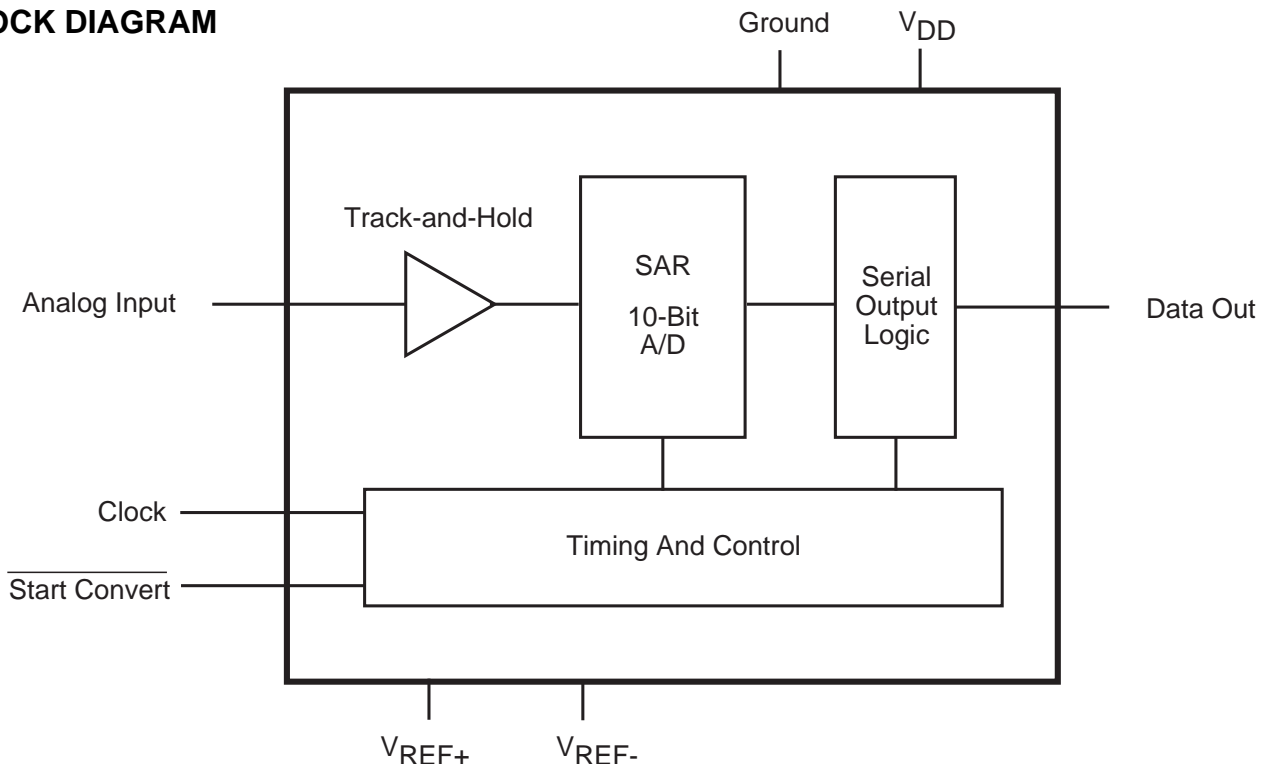 OCK DIAGRAM
Ground
VDD
Track-and-Hold
SAR
10-Bit
A/D
Serial
Output
Logic
Analog Input
Data Out
Clock
Timing And Control
Start Convert
VREF+
VREF-